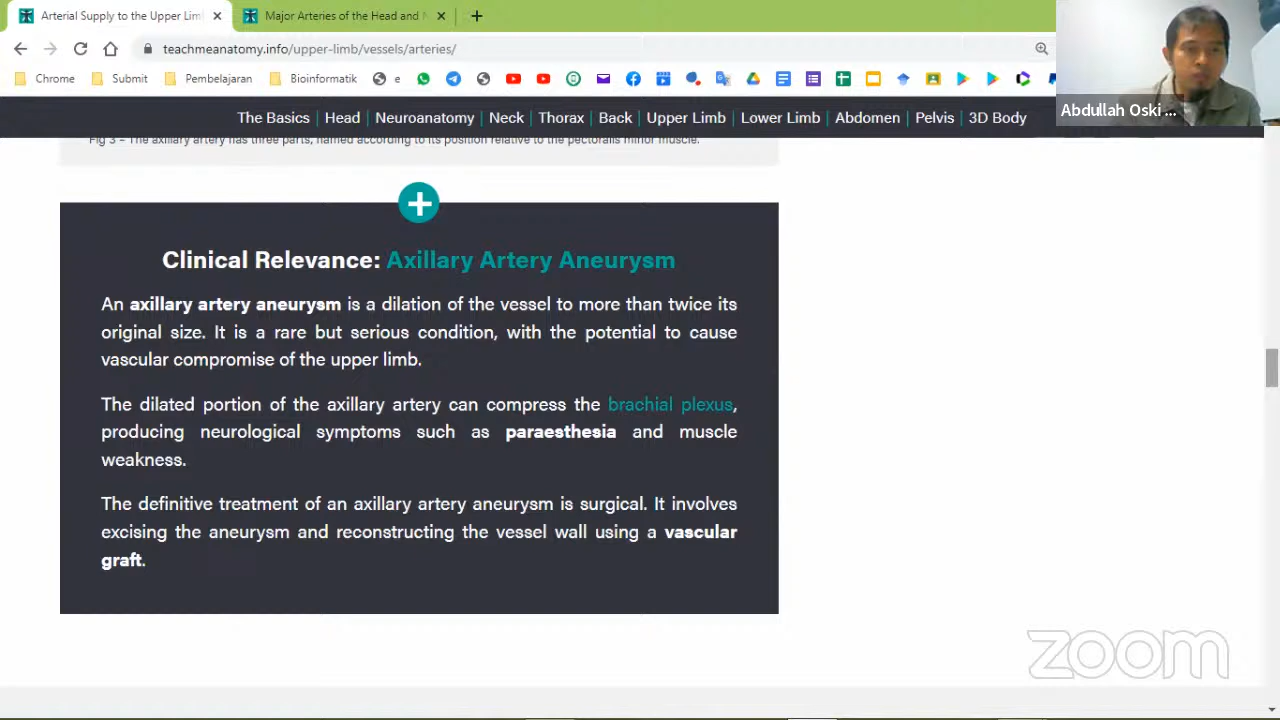 Arterial Supply to the Upper Lim
Major Arteries of the Head and N
teachmeanatomy.info/upper-limb/vessels/arteries/
Chrome Submit Pembelajaran Bioinformatik e
Abdullah Oski ...
The Basics | Head | Neuroanatomy | Neck | Thorax | Back | Upper Limb | Lower Limb | Abdomen | Pelvis | 3D Body
Fig 3 – The axillary artery has three parts, named according to its position relative to the pectoralis minor muscle.
Clinical Relevance: Axillary Artery Aneurysm
An axillary artery aneurysm is a dilation of the vessel to more than twice its
original size. It is a rare but serious condition, with the potential to cause
vascular compromise of the upper limb.
The dilated portion of the axillary artery can compress the brachial plexus,
producing neurological symptoms such as paraesthesia and muscle
weakness.
The definitive treatment of an axillary artery aneurysm is surgical. It involves
excising the aneurysm and reconstructing the vessel wall using a vascular
graft.
zoom